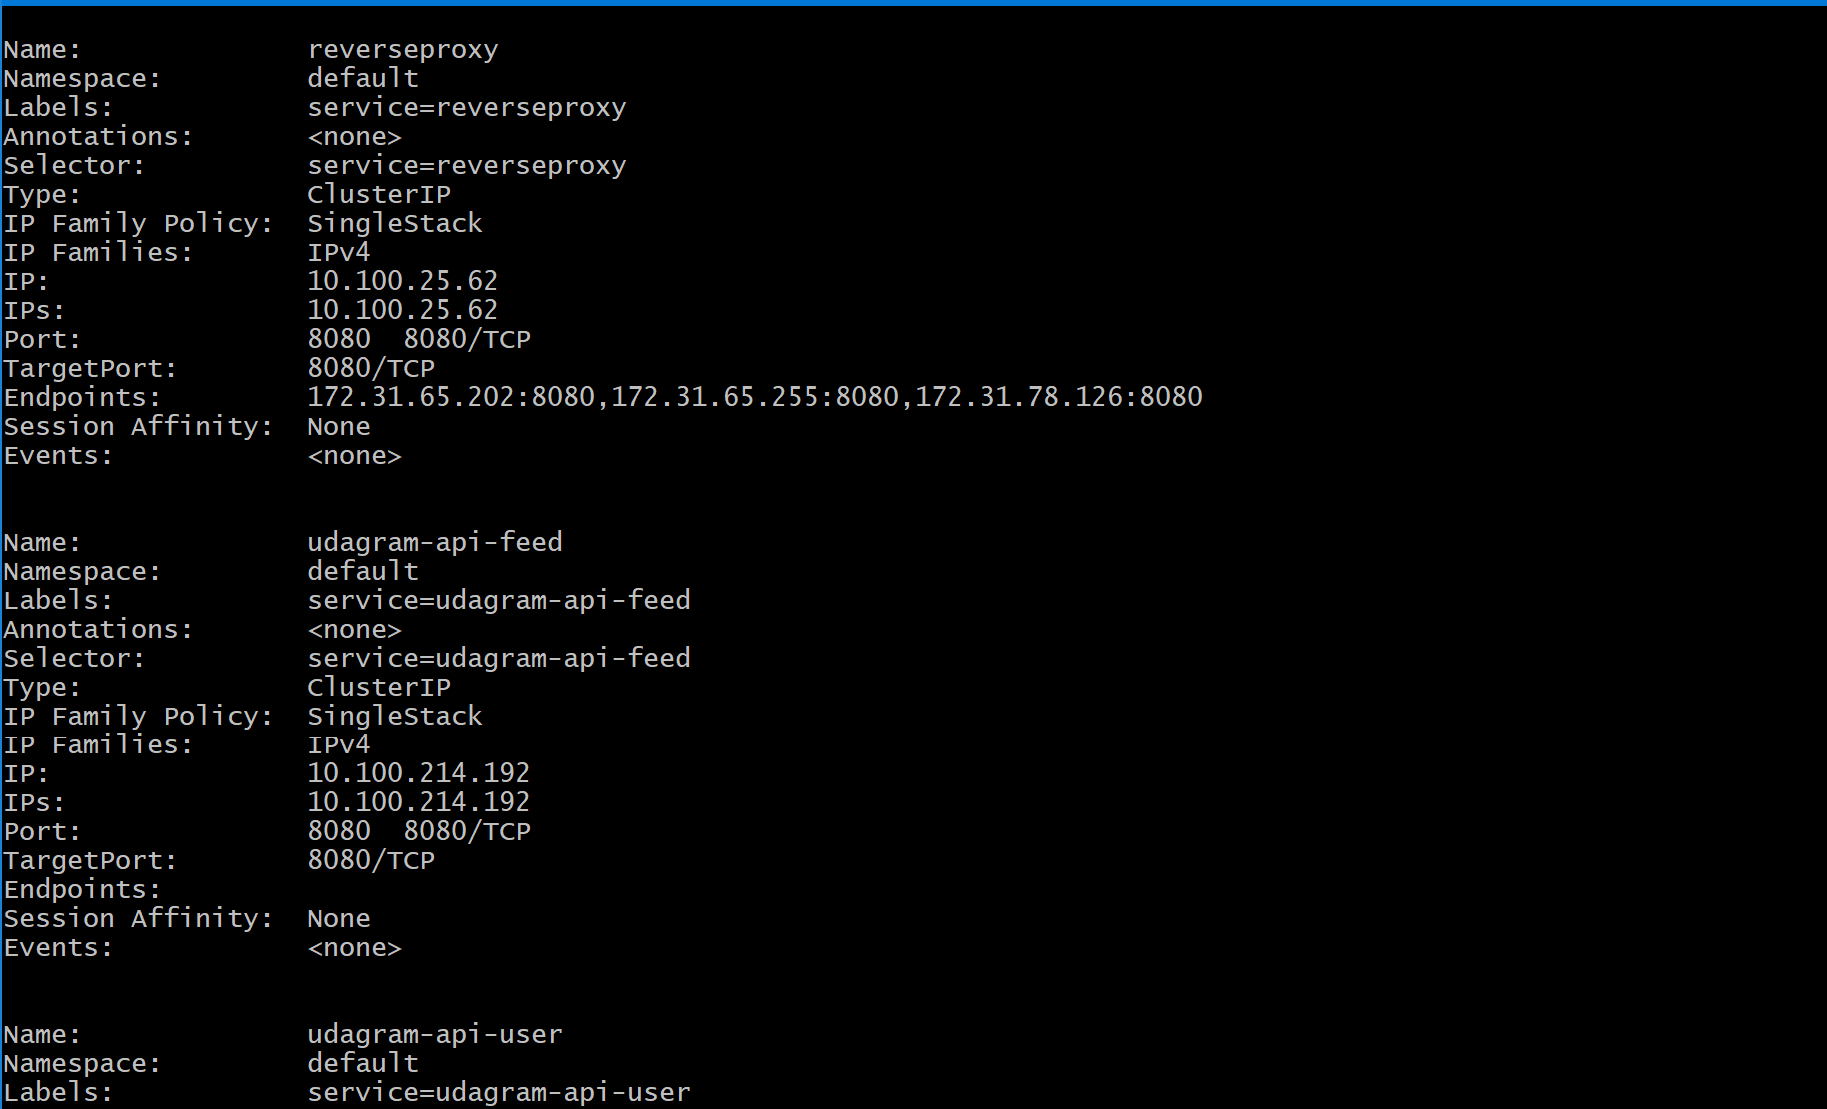 Name:              reverseproxy
Namespace:         default
Labels:            service=reverseproxy
Annotations:       <none>
Selector:          service=reverseproxy
Type:              ClusterIP
IP Family Policy:  SingleStack
IP Families:       IPv4
IP:                10.100.25.62
IPs:               10.100.25.62
Port:              8080  8080/TCP
TargetPort:        8080/TCP
Endpoints:         172.31.65.202:8080,172.31.65.255:8080,172.31.78.126:8080
Session Affinity:  None
Events:            <none>
Name:              udagram-api-feed
Namespace:         default
Labels:            service=udagram-api-feed
Annotations:       <none>
Selector:          service=udagram-api-feed
Type:              ClusterIP
IP Family Policy:  SingleStack
IP Families:       IPv4
IP:                10.100.214.192
IPs:               10.100.214.192
Port:              8080  8080/TCP
TargetPort:        8080/TCP
Endpoints:
Session Affinity:  None
Events:            <none>
Name:              udagram-api-user
Namespace:         default
Labels:            service=udagram-api-user